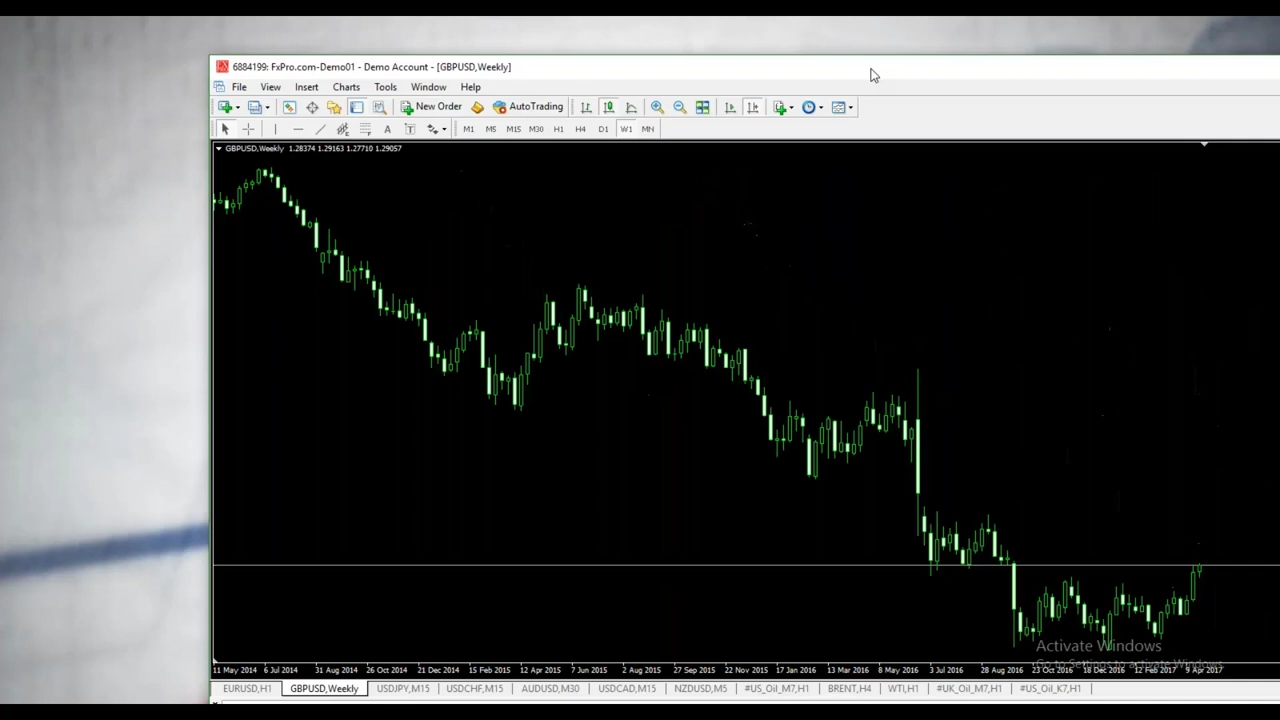 6884199: FxPro.com-Demo01 - Demo Account - [GBPUSD,Weekly]
File View Insert Charts Tools Window Help
New Order AutoTrading
A T M1 M5 M15 M30 H1 H4 D1 W1 MN
GBPUSD,Weekly 1.28374 1.29163 1.27710 1.29057
Activate Windows
Go to Settings to activate Windows.
11 May 2014 6 Jul 2014 31 Aug 2014 26 Oct 2014 21 Dec 2014 15 Feb 2015 12 Apr 2015 7 Jun 2015 2 Aug 2015 27 Sep 2015 22 Nov 2015 17 Jan 2016 13 Mar 2016 8 May 2016 3 Jul 2016 28 Aug 2016 23 Oct 2016 18 Dec 2016 12 Feb 2017 9 Apr 2017
EURUSD,H1 GBPUSD,Weekly USDJPY,M15 USDCHF,M15 AUDUSD,M30 USDCAD,M15 NZDUSD,M5 #US_Oil_M7,H1 BRENT,H4 WTI,H1 #UK_Oil_M7,H1 #US_Oil_K7,H1